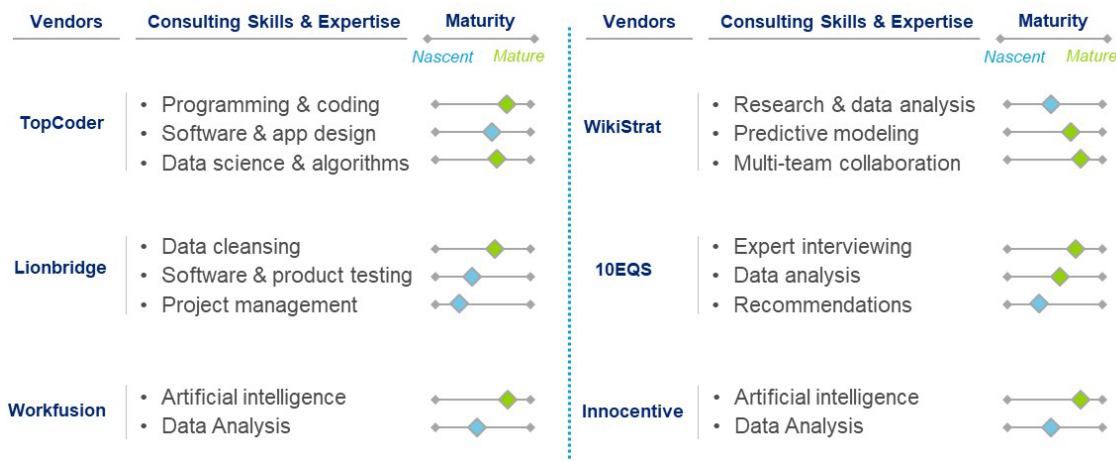 Vendors
Consulting Skills & Expertise
Maturity
Nascent Mature
TopCoder
• Programming & coding
• Software & app design
• Data science & algorithms
Lionbridge
• Data cleansing
• Software & product testing
• Project management
Workfusion
• Artificial intelligence
• Data Analysis
Vendors
Consulting Skills & Expertise
Maturity
Nascent Mature
WikiStrat
• Research & data analysis
• Predictive modeling
• Multi-team collaboration
10EQS
• Expert interviewing
• Data analysis
• Recommendations
Innocentive
• Artificial intelligence
• Data Analysis